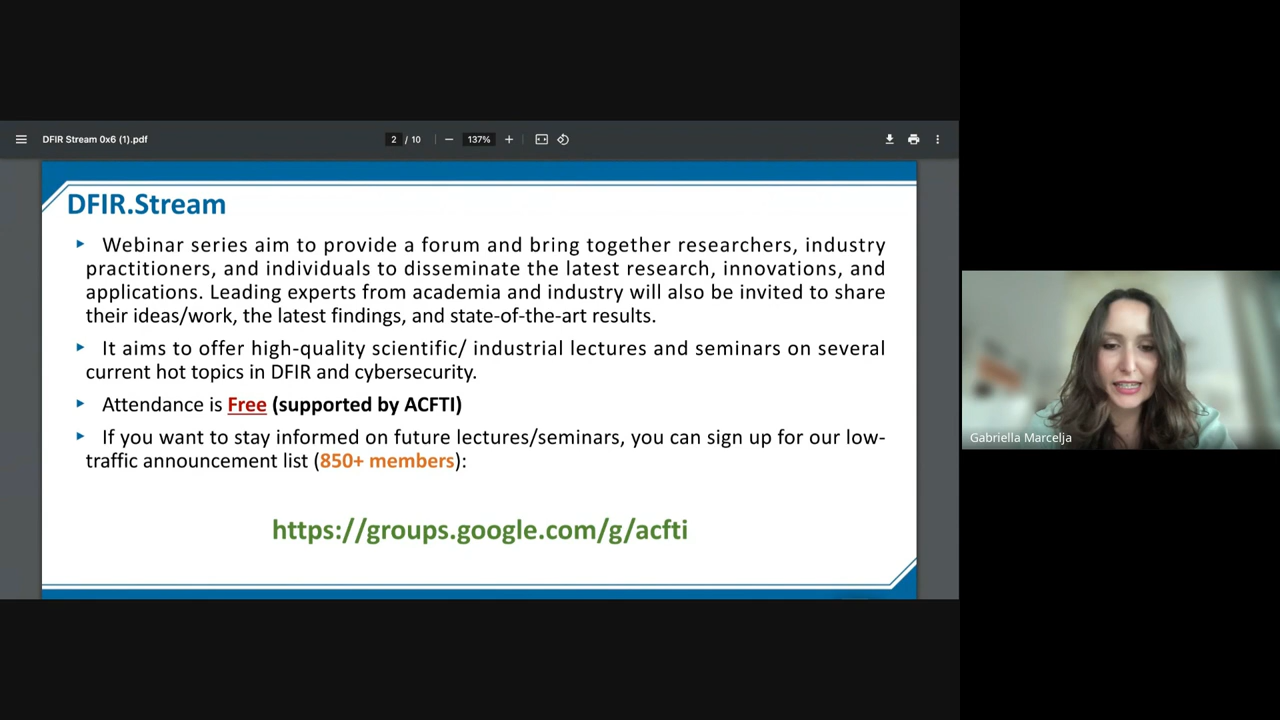 DFIR Stream 0x6 (1).pdf
2 / 10
137%
DFIR.Stream
Webinar series aim to provide a forum and bring together researchers, industry
practitioners, and individuals to disseminate the latest research, innovations, and
applications. Leading experts from academia and industry will also be invited to share
their ideas/work, the latest findings, and state-of-the-art results.
It aims to offer high-quality scientific/ industrial lectures and seminars on several
current hot topics in DFIR and cybersecurity.
Attendance is Free (supported by ACFTI)
If you want to stay informed on future lectures/seminars, you can sign up for our low-
traffic announcement list (850+ members):
https://groups.google.com/g/acfti
Gabriella Marcelja